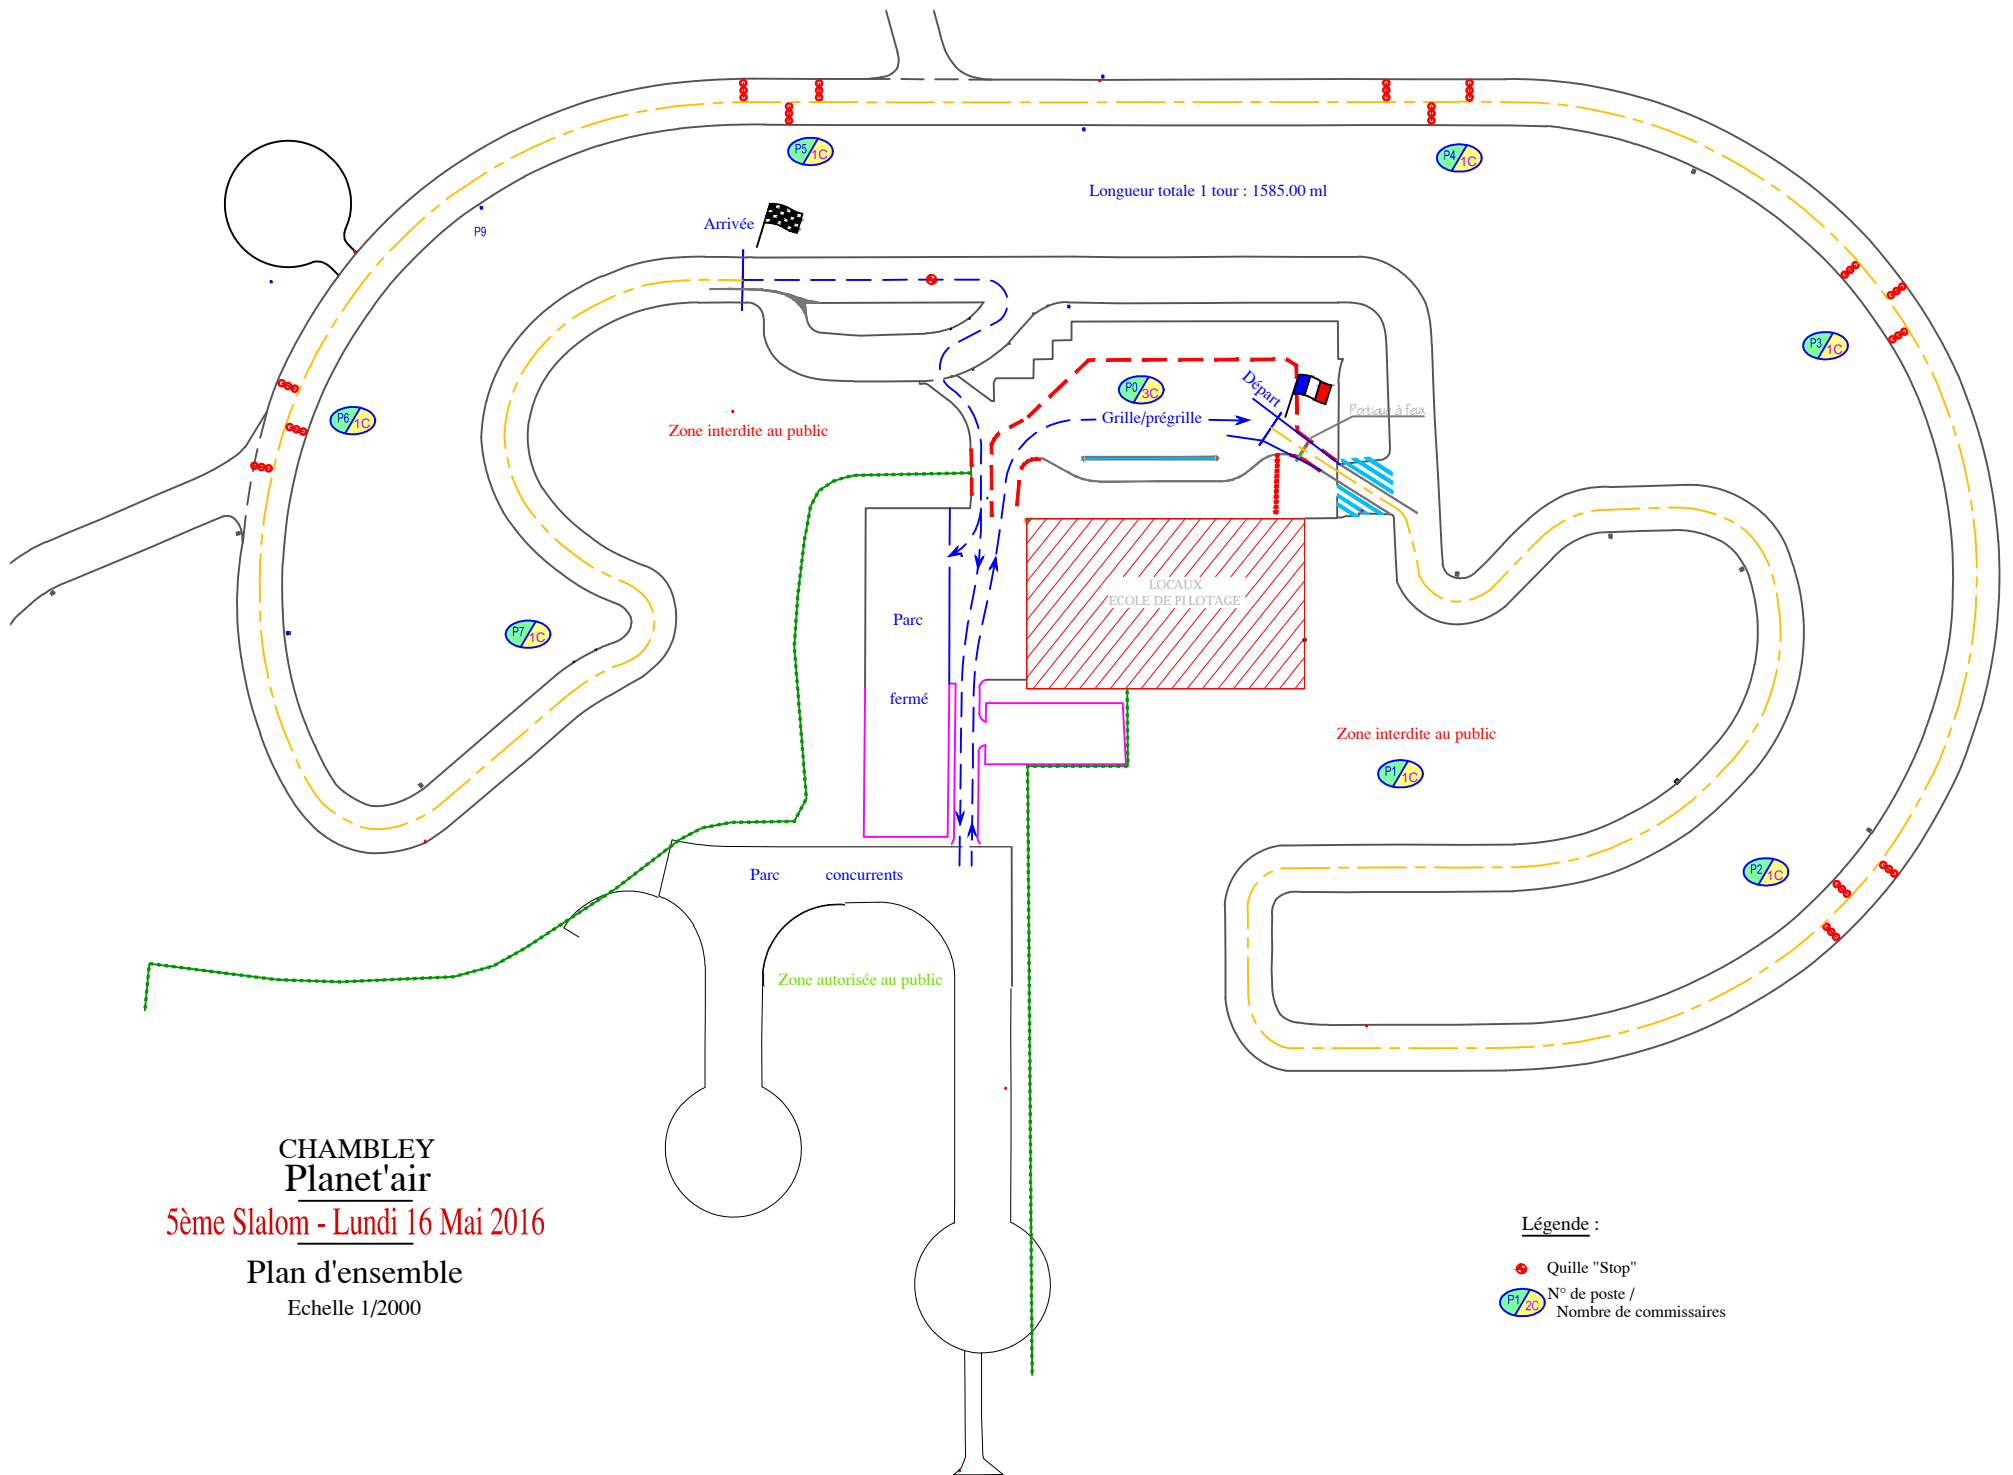 P5 1C
P4 1C
Longueur totale 1 tour : 1585.00 ml
Arrivée
P9
P3 1C
Départ
P0 3C
Portique à feux
Grille/prégrille
P6 1C
Zone interdite au public
LOCAUX
ECOLE DE PILOTAGE
Parc
P7 1C
fermé
Zone interdite au public
P1 1C
Parc concurrents
P2 1C
Zone autorisée au public
CHAMBLEY
Planet'air
5ème Slalom - Lundi 16 Mai 2016
Plan d'ensemble
Echelle 1/2000
Légende :
Quille "Stop"
P1 2C
N° de poste /
Nombre de commissaires